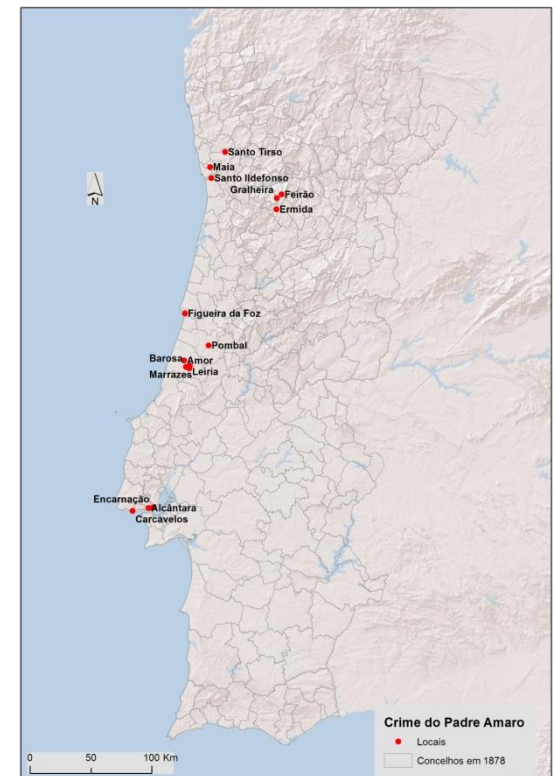 Santo Tirso
Maia
Santo Ildefonso
Gralheira
Feirão
Ermida
N
Figueira da Foz
Pombal
Barosa
Amor
Marrazes
Leiria
Encarnação
Alcântara
Carcavelos
Crime do Padre Amaro
Locais
Concelhos em 1878
0 50 100 Km